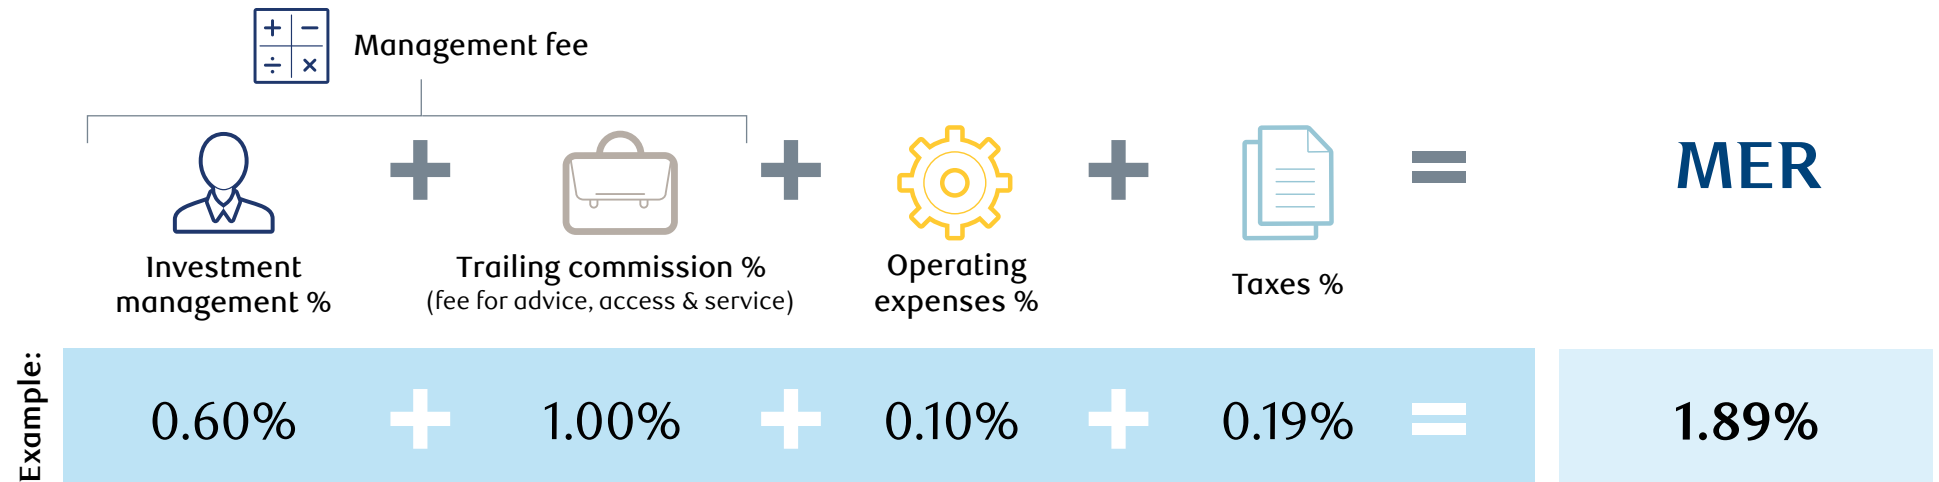 Management fee
Investment
management %
Trailing commission %
(fee for advice, access & service)
Operating
expenses %
Taxes %
MER
Example:
0.60% + 1.00% + 0.10% + 0.19% = 1.89%